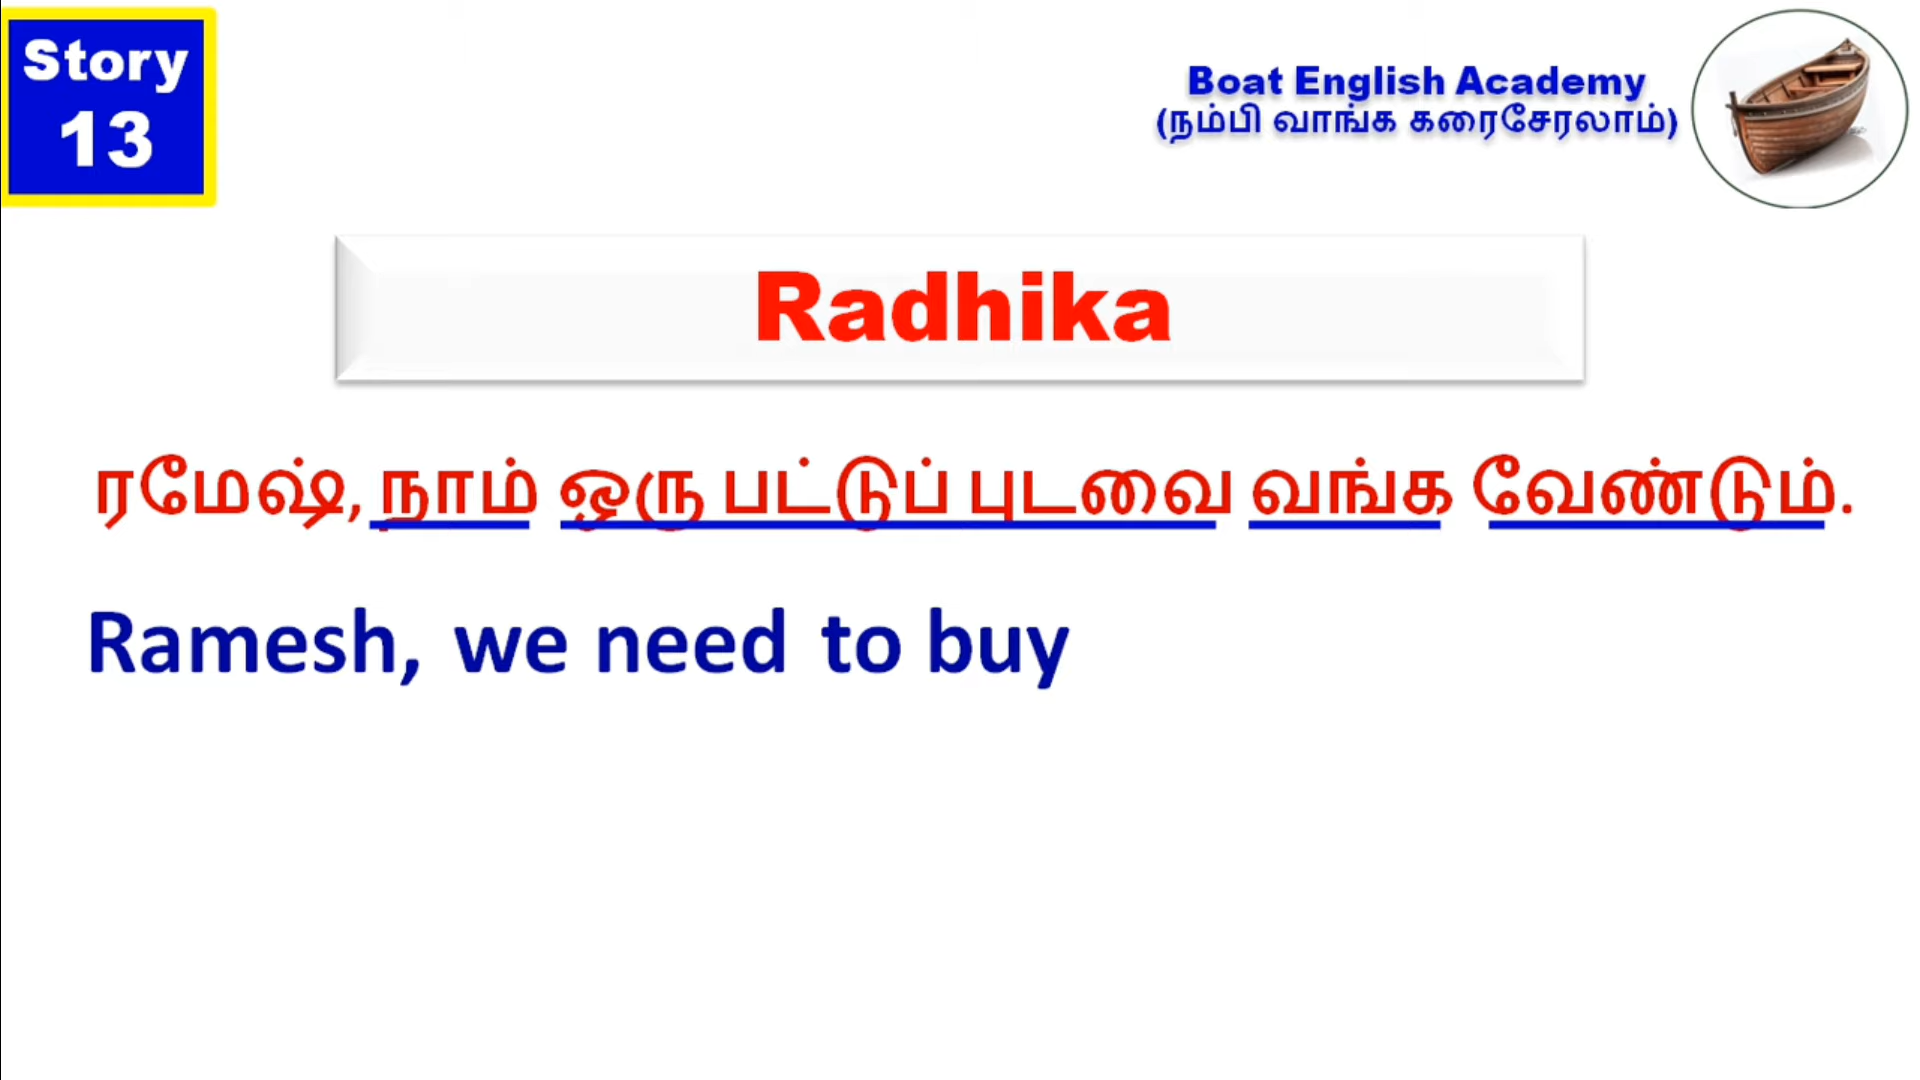 Story
13
Boat English Academy
(நம்பி வாங்க கரைசேரலாம்)
Radhika
ரமேஷ், நாம் ஒரு பட்டுப் புடவை வங்க வேண்டும்.
Ramesh, we need to buy